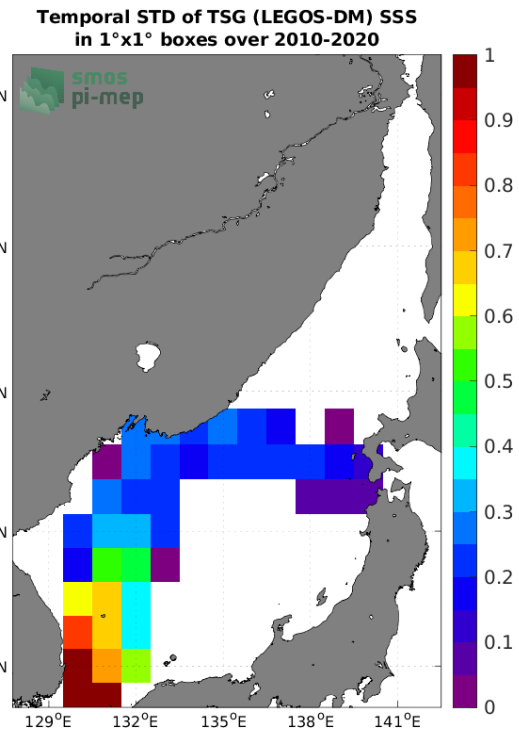 Temporal STD of TSG (LEGOS-DM) SSS
in 1°x1° boxes over 2010-2020
smos
pi-mep
N
N
N
N
N
1
0.9
0.8
0.7
0.6
0.5
0.4
0.3
0.2
0.1
0
129°E
132°E
135°E
138°E
141°E